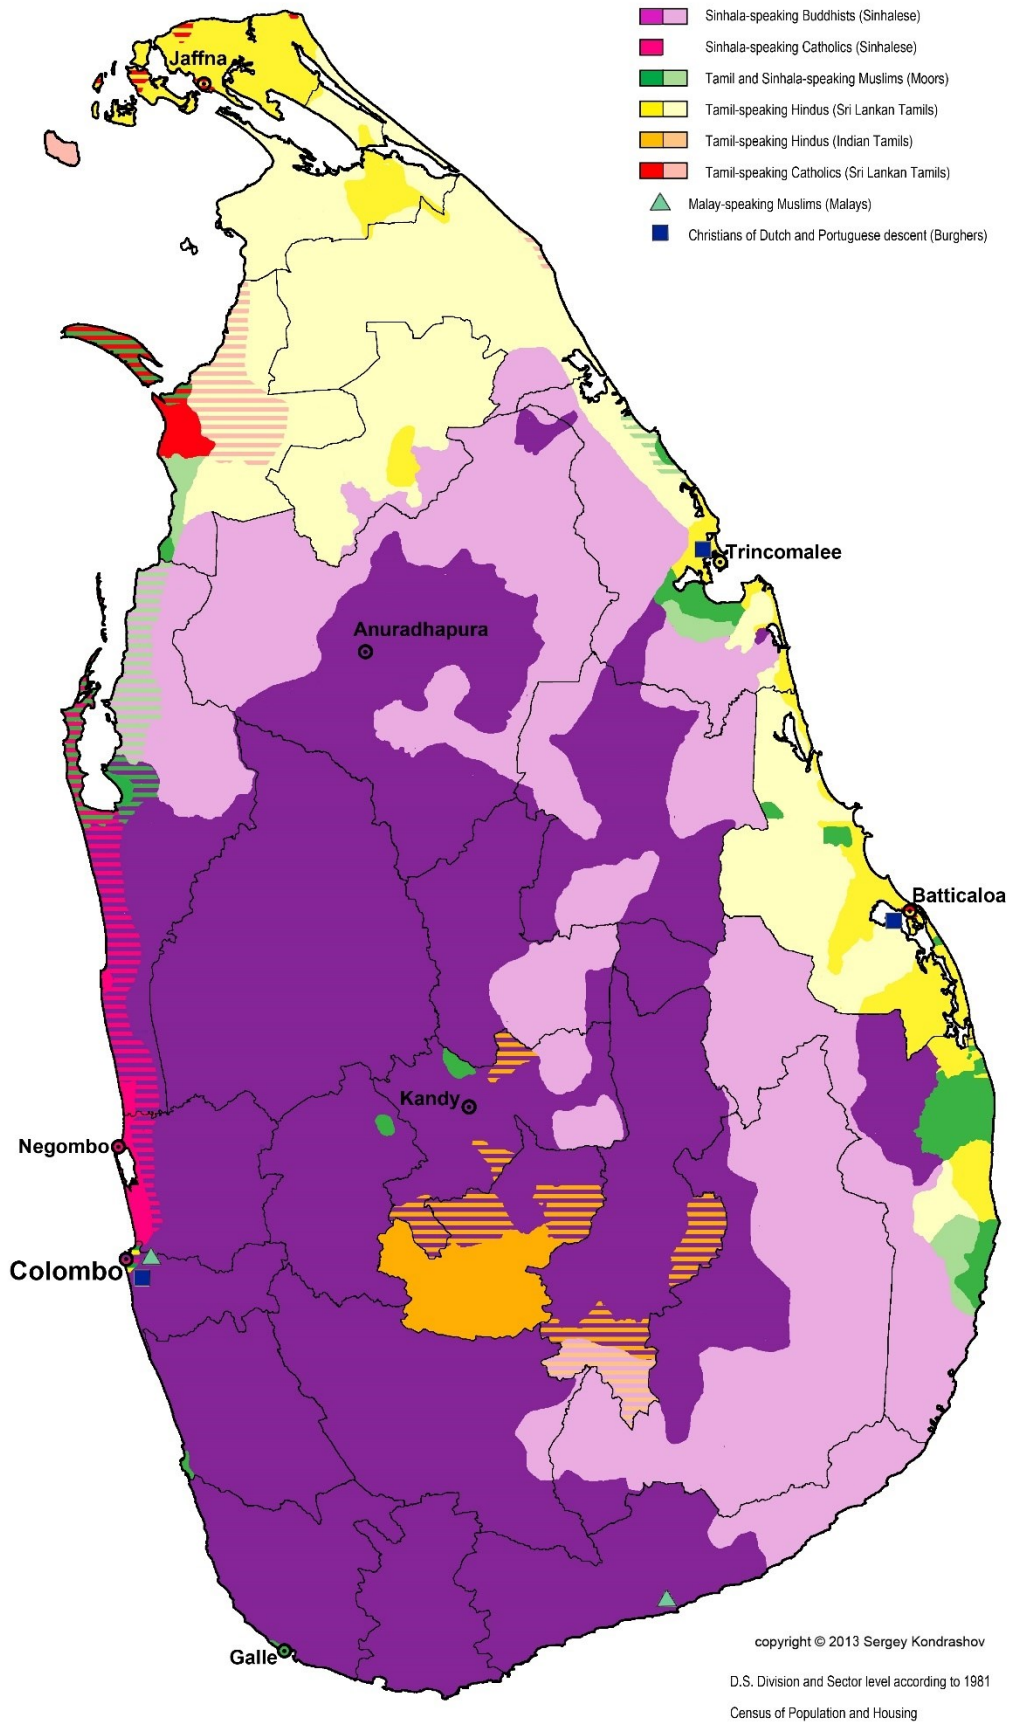 Sinhala-speaking Buddhists (Sinhalese)
Sinhala-speaking Catholics (Sinhalese)
Tamil and Sinhala-speaking Muslims (Moors)
Tamil-speaking Hindus (Sri Lankan Tamils)
Tamil-speaking Hindus (Indian Tamils)
Tamil-speaking Catholics (Sri Lankan Tamils)
Malay-speaking Muslims (Malays)
Christians of Dutch and Portuguese descent (Burghers)
Jaffna
Trincomalee
Anuradhapura
Batticaloa
Kandy
Negombo
Colombo
Galle
copyright © 2013 Sergey Kondrashov
D.S. Division and Sector level according to 1981
Census of Population and Housing